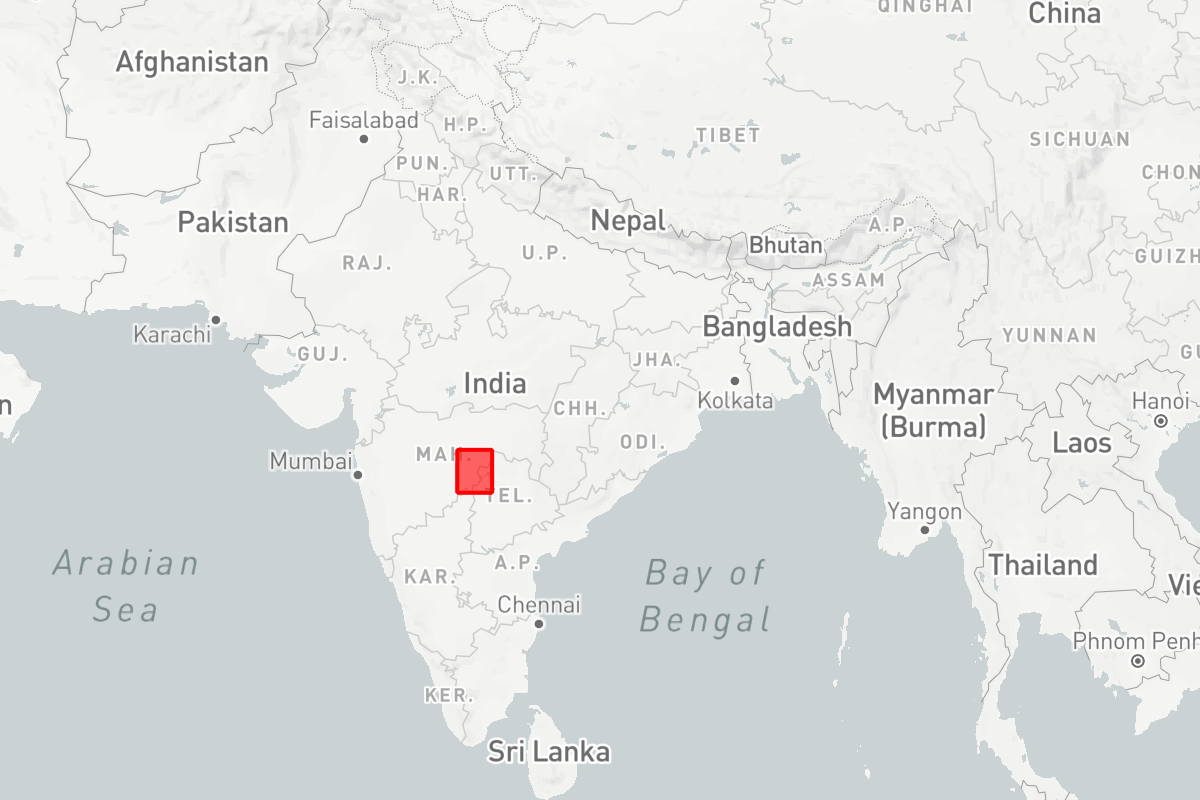 QINGHAI
China
Afghanistan
J.K.
Faisalabad
H.P.
TIBET
SICHUAN
PUN.
UTT.
CHON
HAR.
Pakistan
Nepal
A.P.
Bhutan
U.P.
RAJ.
GUIZH
ASSAM
Karachi
Bangladesh
YUNNAN
GUJ.
JHA.
GU
India
n
Kolkata
CHH.
Myanmar
(Burma)
Hanoi
Laos
ODI.
MAH.
Mumbai
TEL.
Yangon
Arabian
Sea
A.P.
Bay of
Bengal
Thailand
KAR.
Vie
Chennai
Phnom Penh
KER.
Sri Lanka